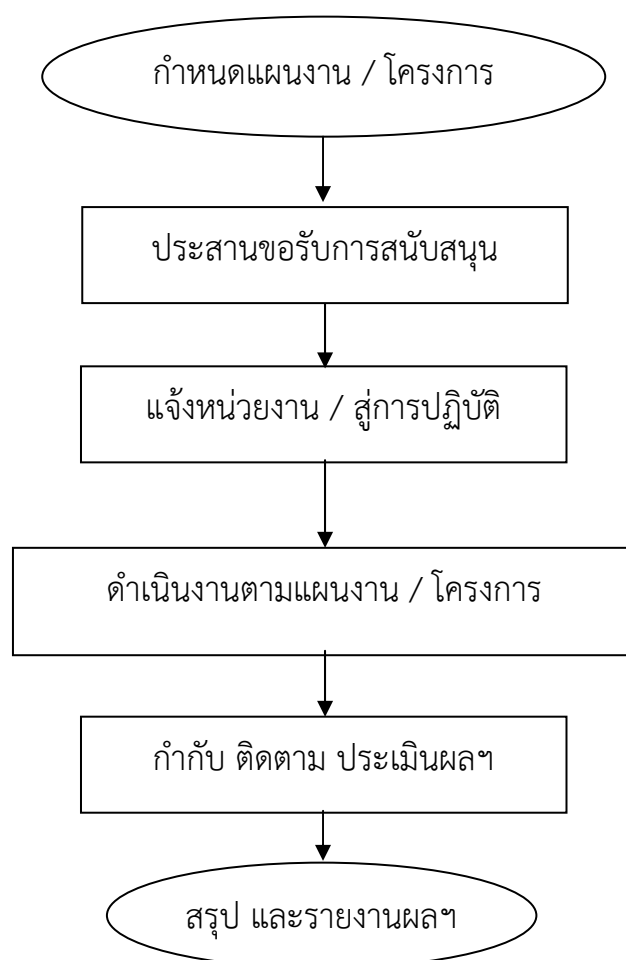 กำหนดแผนงาน / โครงการ
ประสานขอรับการสนับสนุน
แจ้งหน่วยงาน / สู่การปฏิบัติ
ดำเนินงานตามแผนงาน / โครงการ
กำกับ ติดตาม ประเมินผลฯ
สรุป และรายงานผลฯ